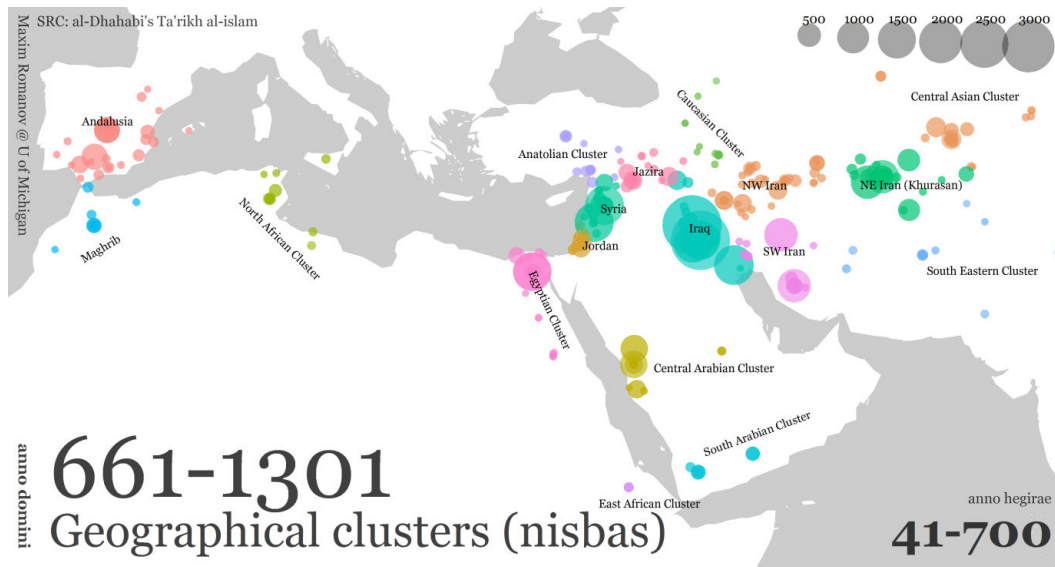 SRC: al-Dhahabi's Ta'rikh al-islam
Maxim Romanov @ U of Michigan
500 1000 1500 2000 2500 3000
Andalusia
Maghrib
North African Cluster
Anatolian Cluster
Caucasian Cluster
Central Asian Cluster
Jazira
NW Iran
NE Iran (Khurasan)
Syria
Iraq
Jordan
SW Iran
South Eastern Cluster
Egyptian Cluster
Central Arabian Cluster
South Arabian Cluster
East African Cluster
anno domini
661-1301
Geographical clusters (nisbas)
anno hegirae
41-700